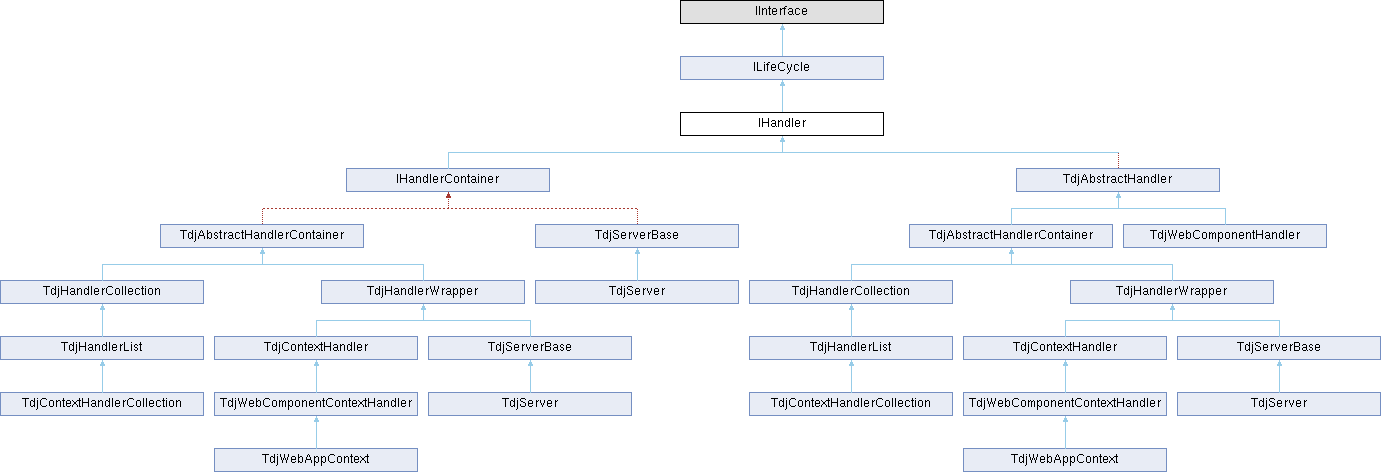 IInterface
ILifeCycle
IHandler
IHandlerContainer
TdjAbstractHandler
TdjAbstractHandlerContainer
TdjServerBase
TdjAbstractHandlerContainer
TdjWebComponentHandler
TdjHandlerCollection
TdjHandlerWrapper
TdjServer
TdjHandlerCollection
TdjHandlerWrapper
TdjHandlerList
TdjContextHandler
TdjServerBase
TdjHandlerList
TdjContextHandler
TdjServerBase
TdjContextHandlerCollection
TdjWebComponentContextHandler
TdjServer
TdjContextHandlerCollection
TdjWebComponentContextHandler
TdjServer
TdjWebAppContext
TdjWebAppContext